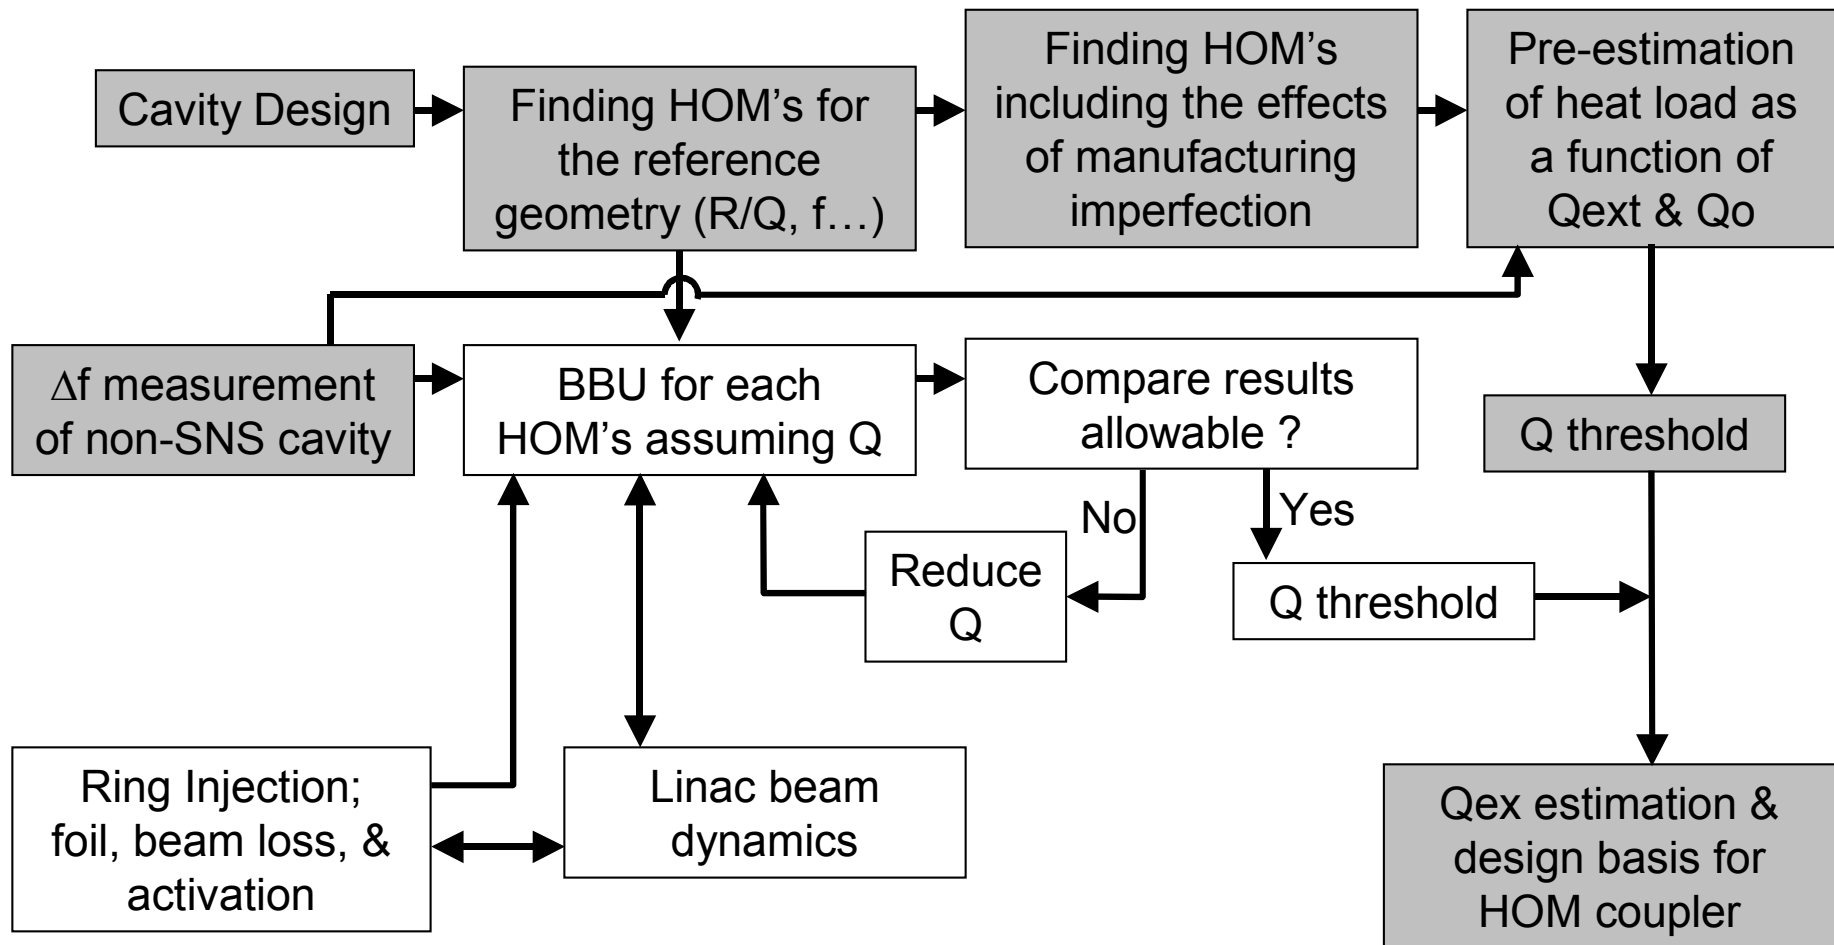 Cavity Design
Finding HOM's for
the reference
geometry (R/Q, f…)
Finding HOM's
including the effects
of manufacturing
imperfection
Pre-estimation
of heat load as
a function of
Qext & Qo
Δf measurement
of non-SNS cavity
BBU for each
HOM's assuming Q
Compare results
allowable ?
Q threshold
No
Yes
Reduce
Q
Q threshold
Ring Injection;
foil, beam loss, &
activation
Linac beam
dynamics
Qex estimation &
design basis for
HOM coupler